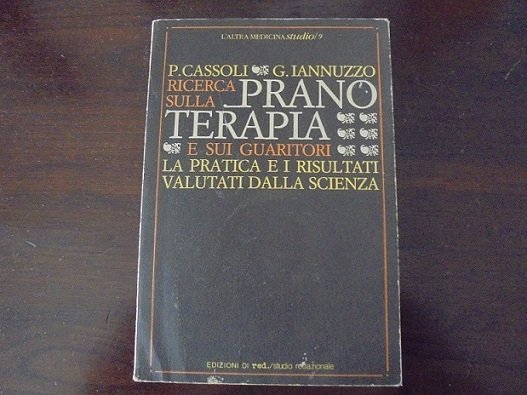 L'ALTRA MEDICINA studio/9
P. CASSOLI G. IANNUZZO
RICERCA SULLA PRANO
TERAPIA
E SUI GUARITORI
LA PRATICA E I RISULTATI
VALUTATI DALLA SCIENZA
EDIZIONI DI red./studio redazionale